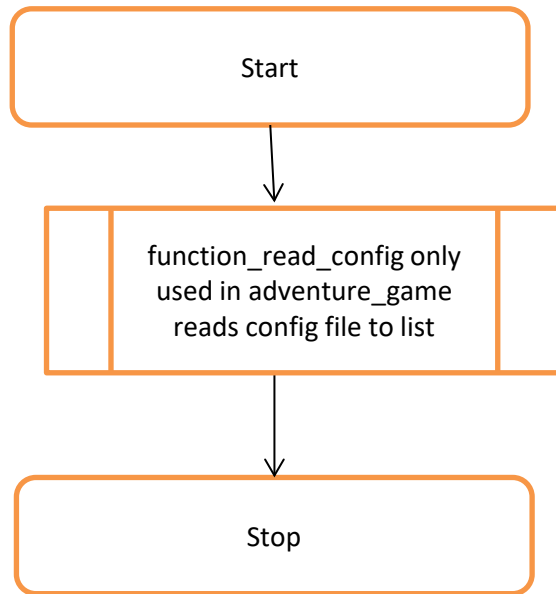 Start
function_read_config only
used in adventure_game
reads config file to list
Stop